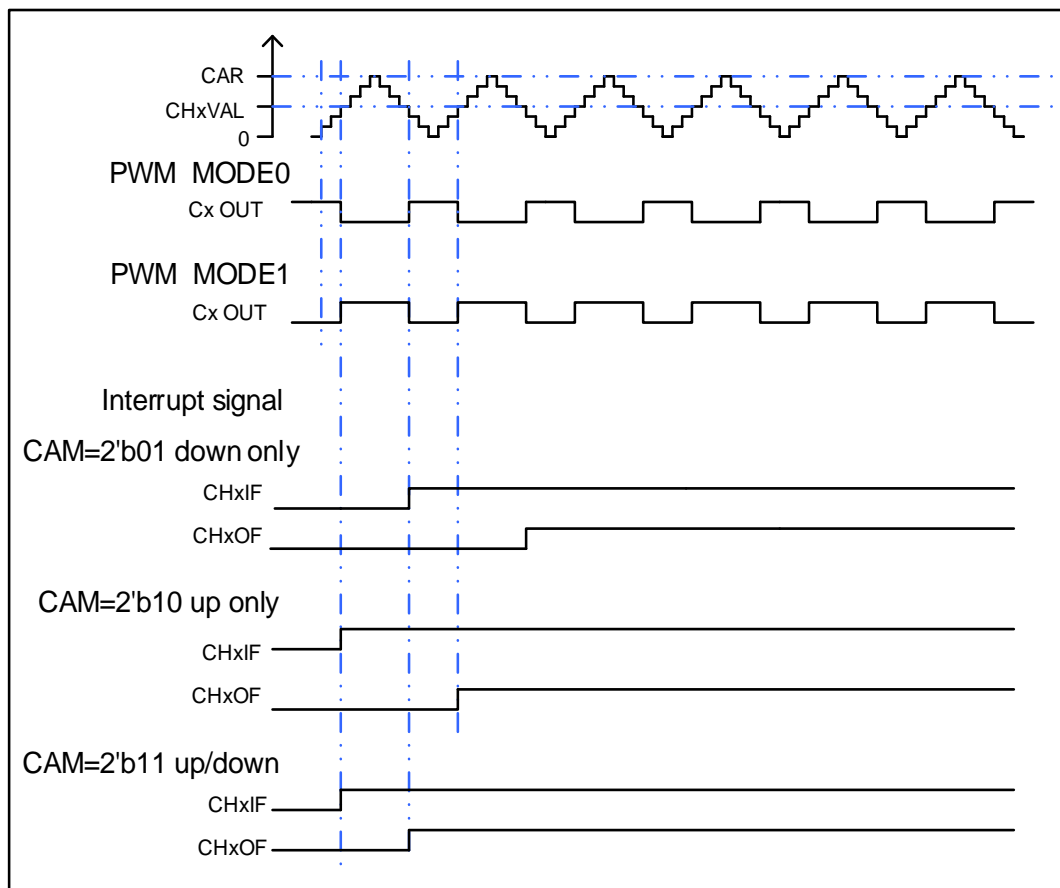 CAR
CHxVAL
0
PWM MODE0
Cx OUT
PWM MODE1
Cx OUT
Interrupt signal
CAM=2'b01 down only
CHxIF
CHxOF
CAM=2'b10 up only
CHxIF
CHxOF
CAM=2'b11 up/down
CHxIF
CHxOF